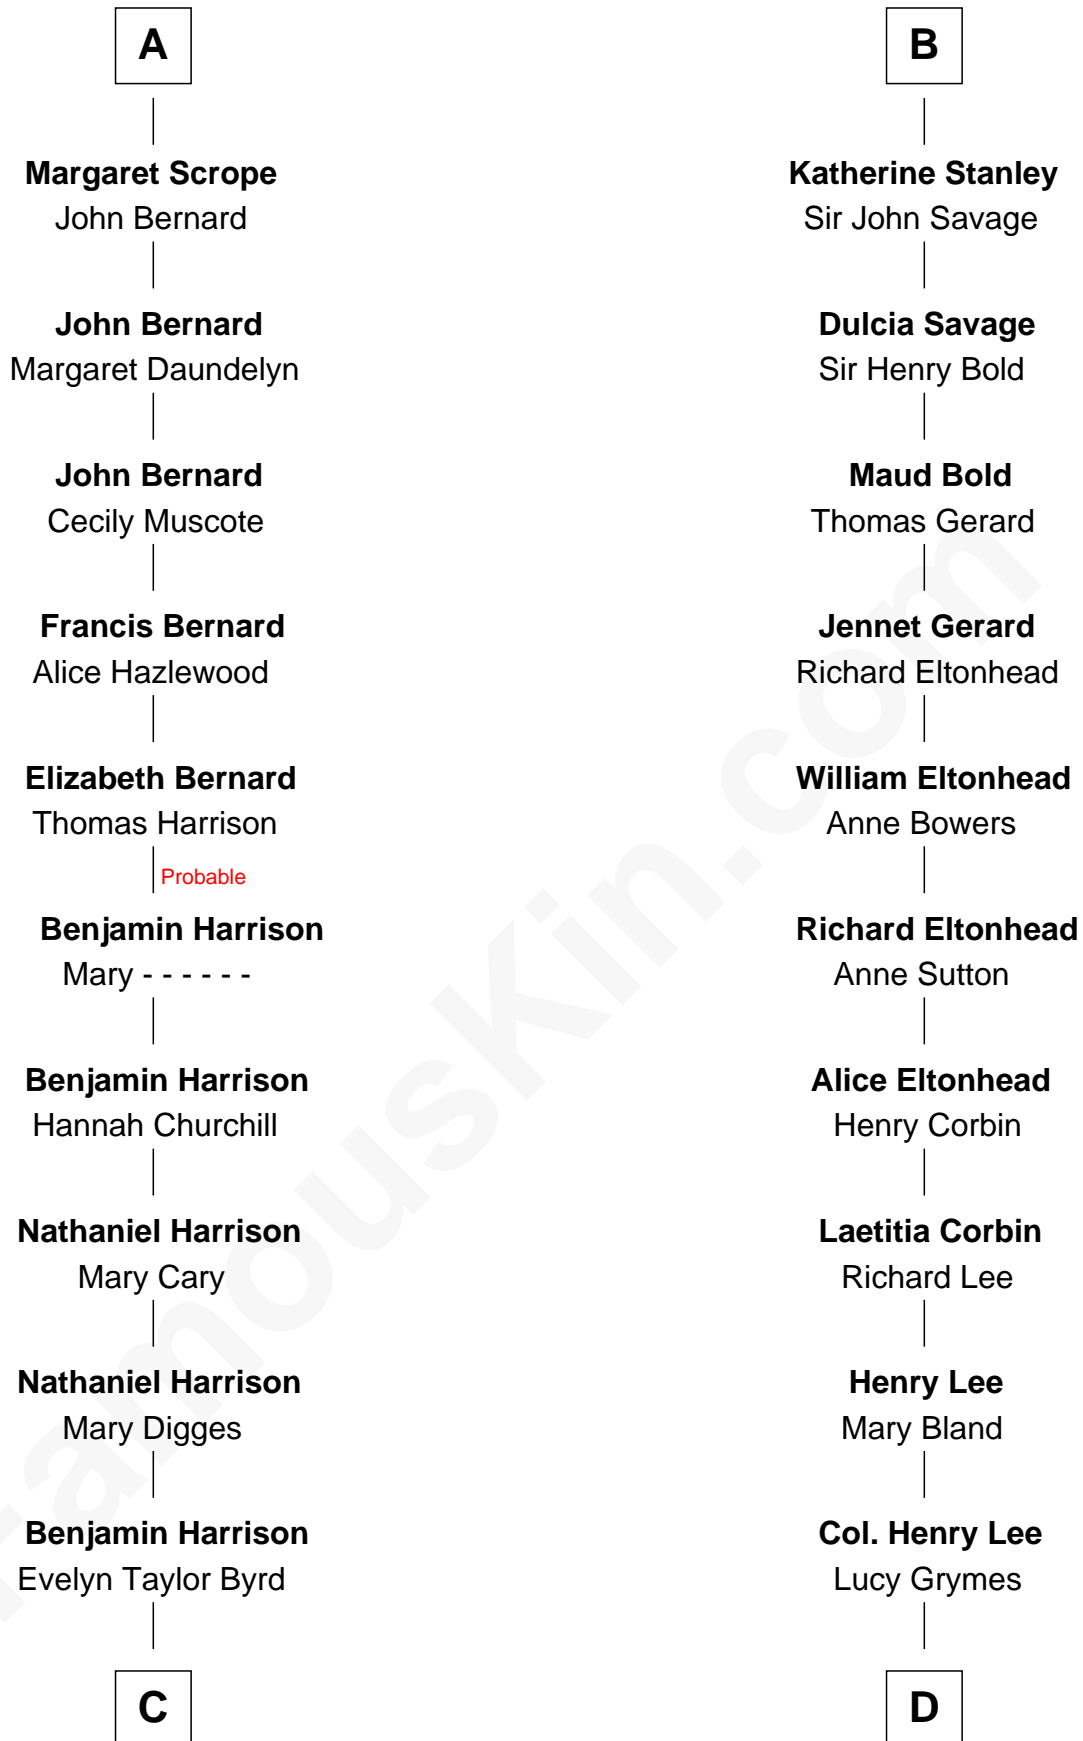 A
Margaret Scrope
John Bernard
John Bernard
Margaret Daundelyn
John Bernard
Cecily Muscote
Francis Bernard
Alice Hazlewood
Elizabeth Bernard
Thomas Harrison
Probable
Benjamin Harrison
Mary - - - - - -
Benjamin Harrison
Hannah Churchill
Nathaniel Harrison
Mary Cary
Nathaniel Harrison
Mary Digges
Benjamin Harrison
Evelyn Taylor Byrd
C
B
Katherine Stanley
Sir John Savage
Dulcia Savage
Sir Henry Bold
Maud Bold
Thomas Gerard
Jennet Gerard
Richard Eltonhead
William Eltonhead
Anne Bowers
Richard Eltonhead
Anne Sutton
Alice Eltonhead
Henry Corbin
Laetitia Corbin
Richard Lee
Henry Lee
Mary Bland
Col. Henry Lee
Lucy Grymes
D
FamousKin.com